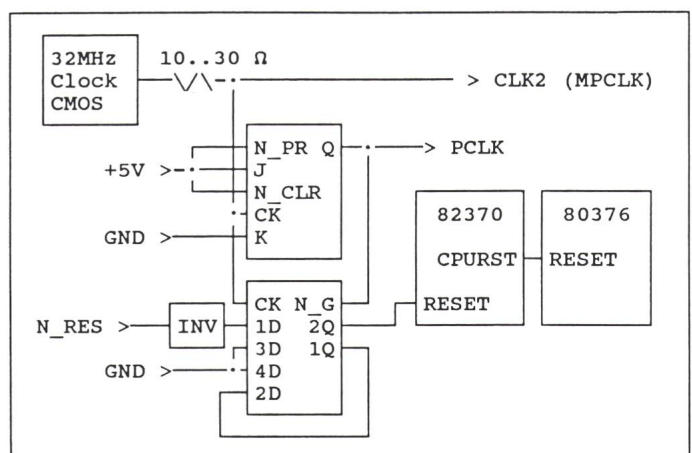 32MHz
Clock
CMOS
10..30 Ω
> CLK2 (MPCLK)
N_PR Q
> PCLK
+5V >
J
N_CLR
CK
GND >
K
82370
80376
CPURST
RESET
RESET
CK N_G
N_RES >
INV
1D 2Q
3D 1Q
GND >
4D
2D